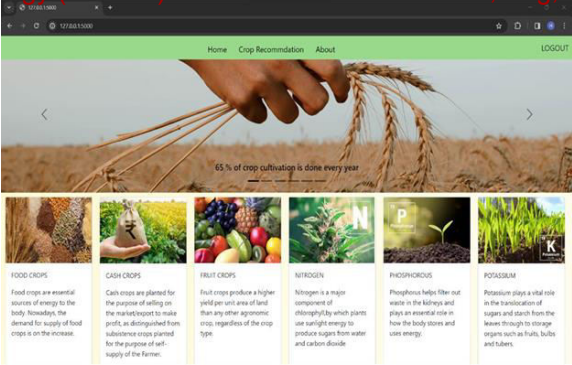 127.0.0.1:5000
127.0.0.1:5000
Home Crop Recommdation About LOGOUT
65 % of crop cultivation is done every year
N
P
K
FOOD CROPS
Food crops are essential
sources of energy to the
body. Nowadays, the
demand for supply of food
crops is on the increase.
CASH CROPS
Cash crops are planted for
the purpose of selling on
the market/export to make
profit, as distinguished from
subsistence crops planted
for the purpose of self-
supply of the Farmer.
FRUIT CROPS
Fruit crops produce a higher
yield per unit area of land
than any other agronomic
crop, regardless of the crop
type.
NITROGEN
Nitrogen is a major
component of
chlorophyl,by which plants
use sunlight energy to
produce sugars from water
and carbon dioxide
PHOSPHOROUS
Phosphorus helps filter out
waste in the kidneys and
plays an essential role in
how the body stores and
uses energy.
POTASSIUM
Potassium plays a vital role
in the translocation of
sugars and starch from the
leaves through to storage
organs such as fruits, bulbs
and tubers.